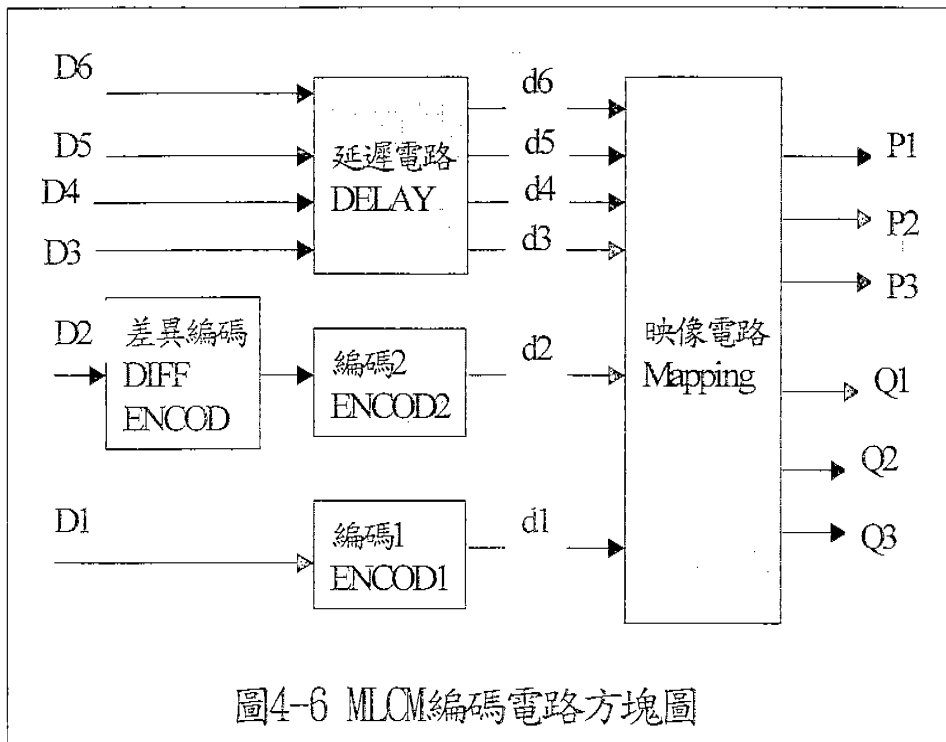 D6
D5
D4
D3
延遲電路
DELAY
d6
d5
d4
d3
P1
P2
P3
D2
差異編碼
DIFF
ENCOD
編碼2
ENCOD2
d2
映像電路
Mapping
Q1
Q2
Q3
D1
編碼1
ENCOD1
d1
圖4-6 MLCM編碼電路方塊圖